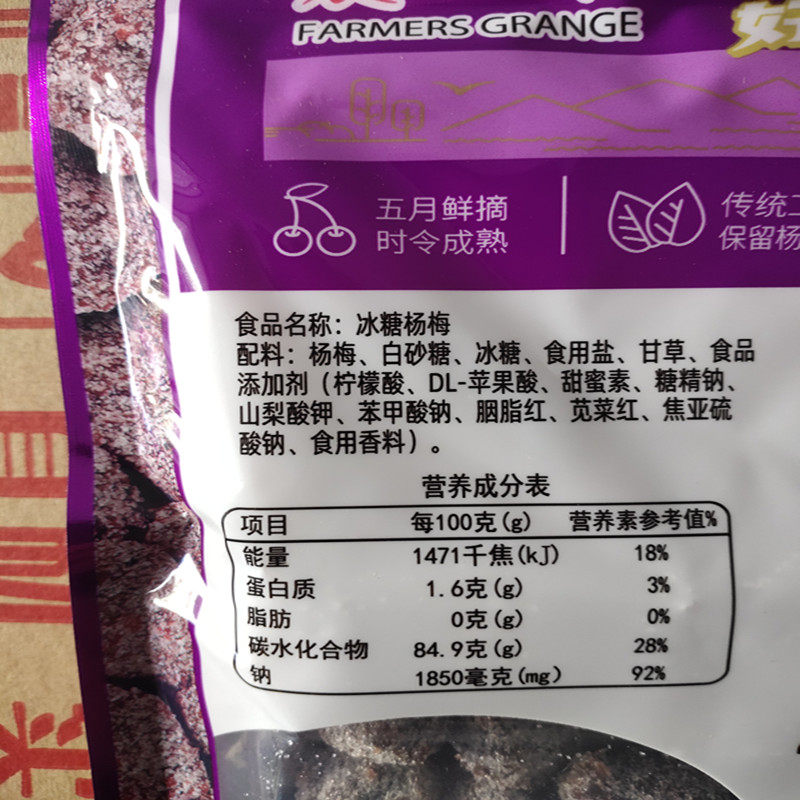 FARMERS GRANGE
好
五月鲜摘
时令成熟
传统
保留杨
食品名称：冰糖杨梅
配料：杨梅、白砂糖、冰糖、食用盐、甘草、食品
添加剂（柠檬酸、DL-苹果酸、甜蜜素、糖精钠、
山梨酸钾、苯甲酸钠、胭脂红、苋菜红、焦亚硫
酸钠、食用香料）。
营养成分表
项目 每100克(g) 营养素参考值%
能量 1471千焦(kJ) 18%
蛋白质 1.6克(g) 3%
脂肪 0克(g) 0%
碳水化合物 84.9克(g) 28%
钠 1850毫克(mg) 92%